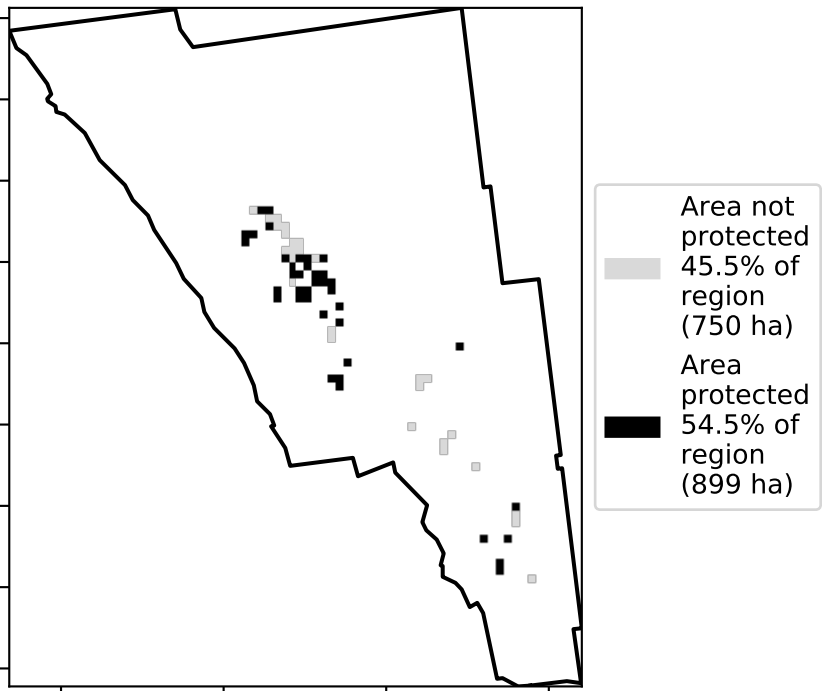 Area not
protected
45.5% of
region
(750 ha)
Area
protected
54.5% of
region
(899 ha)